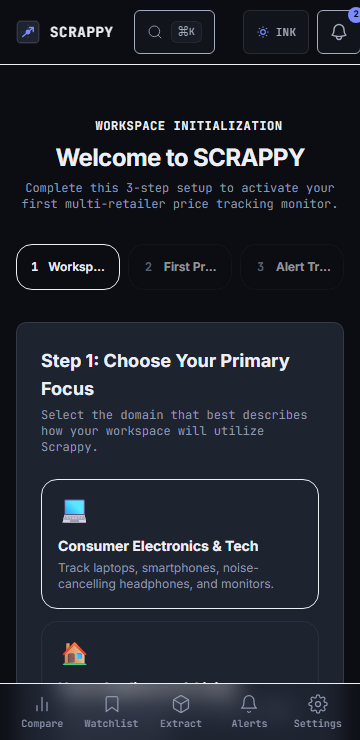 SCRAPPY
⌘K
INK
2
WORKSPACE INITIALIZATION
Welcome to SCRAPPY
Complete this 3-step setup to activate your
first multi-retailer price tracking monitor.
1 Worksp...
2 First Pr...
3 Alert Tr...
Step 1: Choose Your Primary
Focus
Select the domain that best describes
how your workspace will utilize
Scrappy.
Consumer Electronics & Tech
Track laptops, smartphones, noise-
cancelling headphones, and monitors.
Compare
Watchlist
Extract
Alerts
Settings